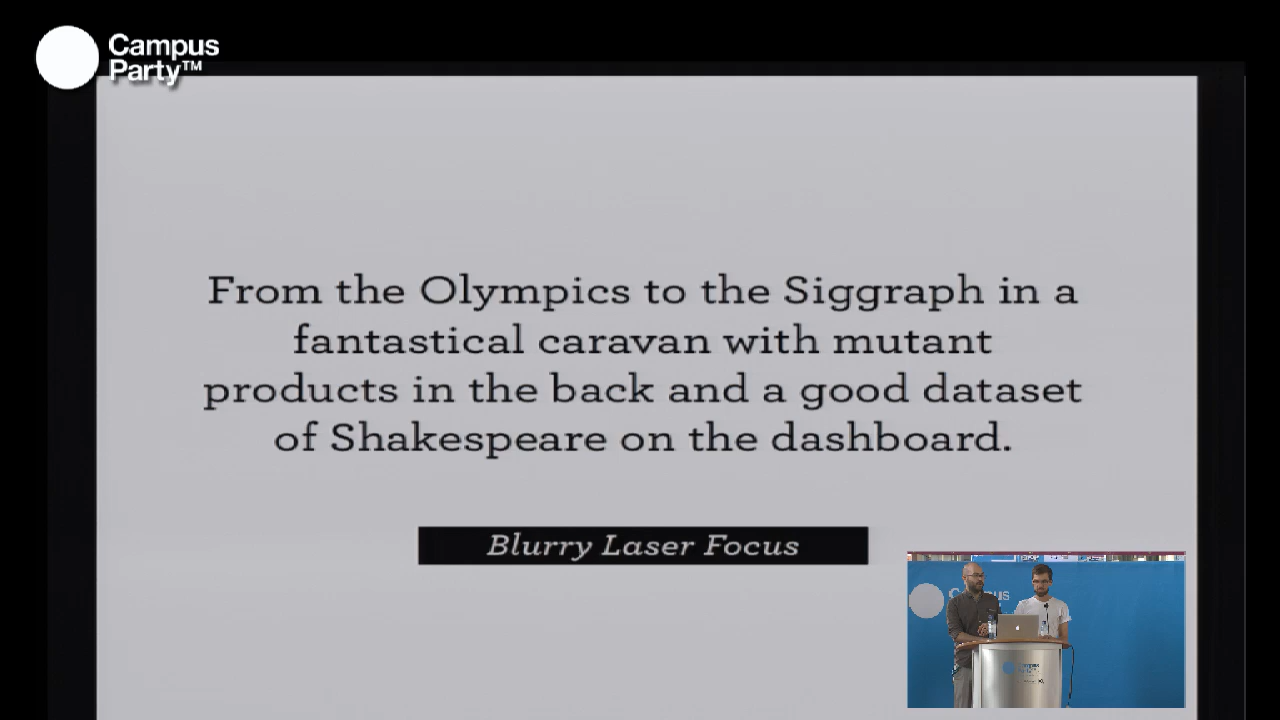 Campus
Party™
From the Olympics to the Siggraph in a
fantastical caravan with mutant
products in the back and a good dataset
of Shakespeare on the dashboard.
Blurry Laser Focus